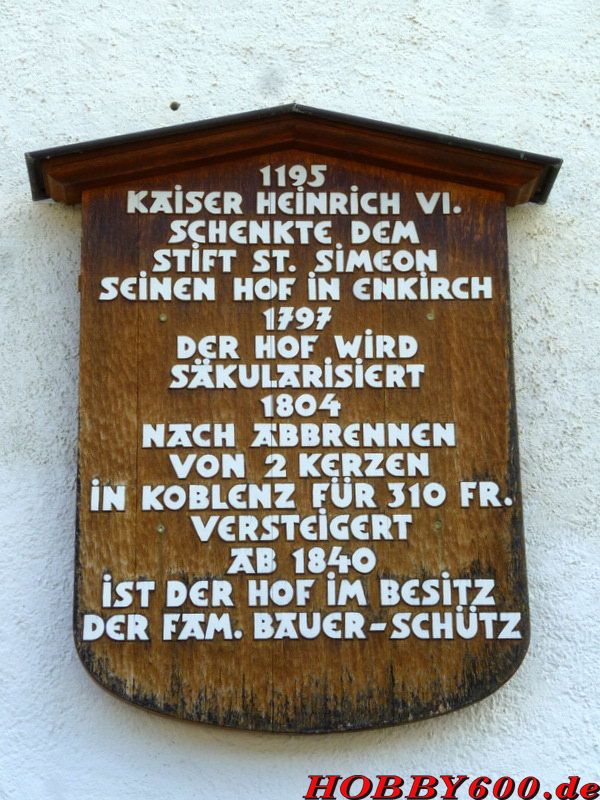 1195
KAISER HEINRICH VI.
SCHENKTE DEM
STIFT ST. SIMEON
SEINEN HOF IN ENKIRCH
1797
DER HOF WIRD
SÄKULARISIERT
1804
NACH ABBRENNEN
VON 2 KERZEN
IN KOBLENZ FÜR 310 FR.
VERSTEIGERT
AB 1840
IST DER HOF IM BESITZ
DER FAM. BAUER-SCHÜTZ
HOBBY600.de